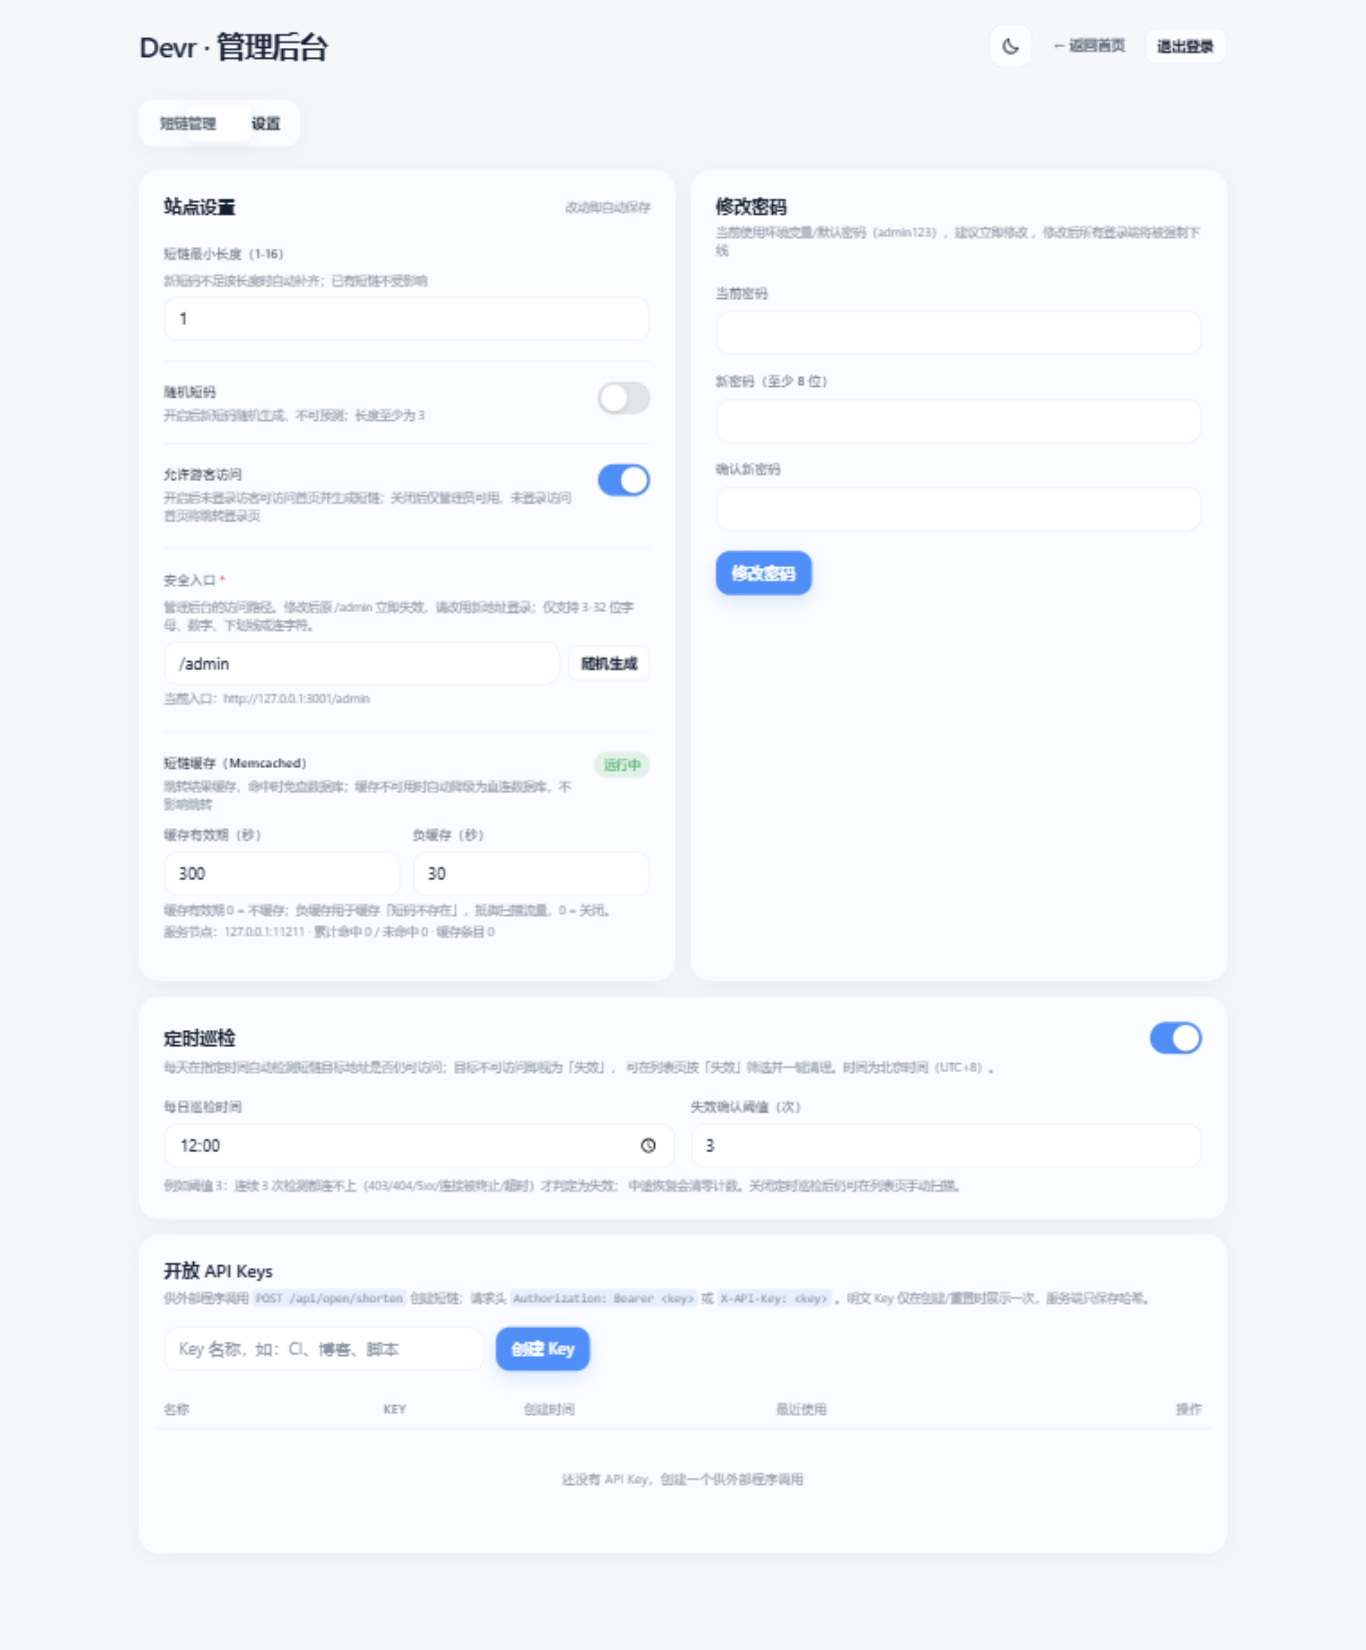 Devr · 管理后台
← 返回首页
退出登录
短链管理
设置
站点设置
改动即自动保存
短链最小长度（1-16）
新短码不足该长度时自动补齐；已有短链不受影响
1
随机短码
开启后新短码随机生成，不可预测；长度至少为 3
允许游客访问
开启后未登录访客可访问首页并生成短链；关闭后仅管理员可用，未登录访问
首页将跳转登录页
安全入口 *
管理后台的访问路径。修改后原 /admin 立即失效，请改用新地址登录；仅支持 3-32 位字
母、数字、下划线或连字符。
/admin
随机生成
当前入口：http://127.0.0.1:3001/admin
短链缓存（Memcached）
运行中
跳转结果缓存，命中时免查数据库；缓存不可用时自动降级为直连数据库，不
影响跳转
缓存有效期（秒）
负缓存（秒）
300
30
缓存有效期 0 = 不缓存；负缓存用于缓存「短码不存在」，抵御扫描流量，0 = 关闭。
服务节点：127.0.0.1:11211 · 累计命中 0 / 未命中 0 · 缓存条目 0
修改密码
当前使用环境变量/默认密码（admin123），建议立即修改，修改后所有登录端将被强制下
线
当前密码
新密码（至少 8 位）
确认新密码
修改密码
定时巡检
每天在指定时间自动检测短链目标地址是否仍可访问；目标不可访问即视为「失效」， 可在列表页按「失效」筛选并一键清理。时间为北京时间（UTC+8）。
每日巡检时间
失效确认阈值（次）
12:00
3
例如阈值 3：连续 3 次检测都连不上（403/404/5xx/连接被终止/超时）才判定为失效； 中途恢复会清零计数。关闭定时巡检后仍可在列表页手动扫描。
开放 API Keys
供外部程序调用 POST /api/open/shorten 创建短链；请求头 Authorization: Bearer <key> 或 X-API-Key: <key> 。明文 Key 仅在创建/重置时展示一次，服务端只保存哈希。
Key 名称，如：CI、博客、脚本
创建 Key
名称
KEY
创建时间
最近使用
操作
还没有 API Key，创建一个供外部程序调用